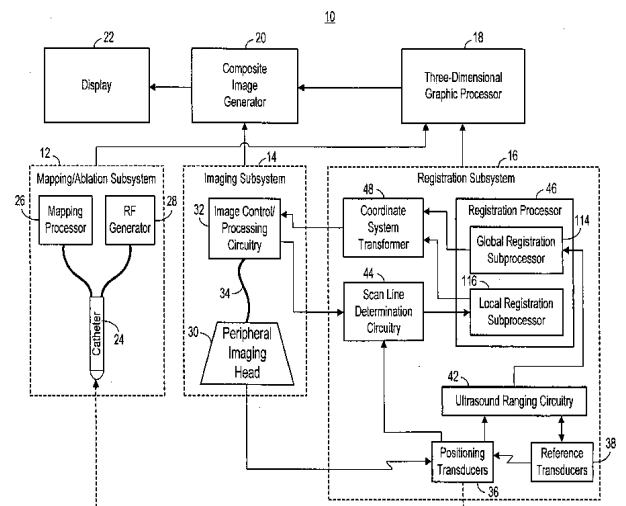 10
22
20
18
Display
Composite
Image
Generator
Three-Dimensional
Graphic Processor
12
14
16
Mapping/Ablation Subsystem
Imaging Subsystem
Registration Subsystem
26
Mapping
Processor
28
RF
Generator
32
Image Control/
Processing
Circuitry
48
Coordinate
System
Transformer
46
Registration Processor
114
Global Registration
Subprocessor
34
44
Scan Line
Determination
Circuitry
116
Local Registration
Subprocessor
Catheter
24
30
Peripheral
Imaging
Head
42
Ultrasound Ranging Circuitry
Positioning
Transducers
36
Reference
Transducers
38